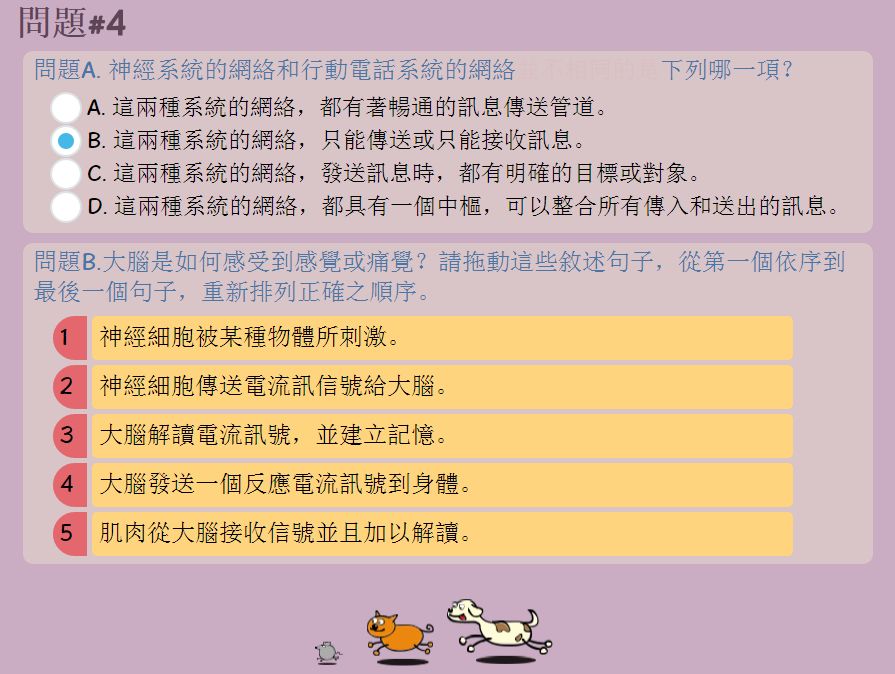 問題#4
問題A. 神經系統的網絡和行動電話系統的網絡並不相同的是下列哪一項?
A. 這兩種系統的網絡，都有著暢通的訊息傳送管道。
B. 這兩種系統的網絡，只能傳送或只能接收訊息。
C. 這兩種系統的網絡，發送訊息時，都有明確的目標或對象。
D. 這兩種系統的網絡，都具有一個中樞，可以整合所有傳入和送出的訊息。
問題B.大腦是如何感受到感覺或痛覺? 請拖動這些敘述句子，從第一個依序到
最後一個句子，重新排列正確之順序。
1 神經細胞被某種物體所刺激。
2 神經細胞傳送電流訊信號給大腦。
3 大腦解讀電流訊號，並建立記憶。
4 大腦發送一個反應電流訊號到身體。
5 肌肉從大腦接收信號並且加以解讀。